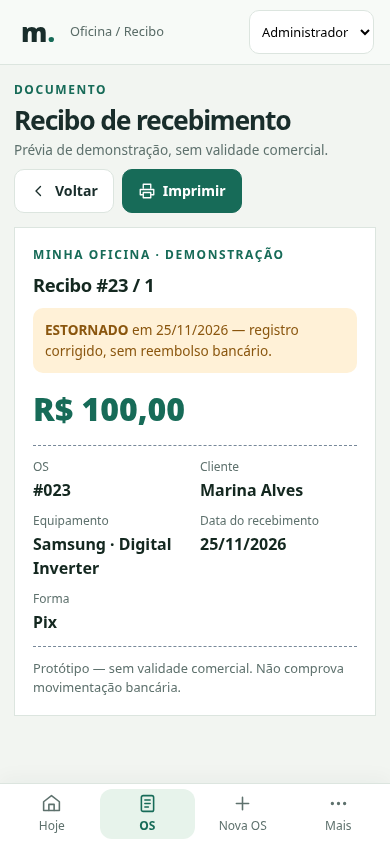 m.
Oficina / Recibo
Administrador
DOCUMENTO
Recibo de recebimento
Prévia de demonstração, sem validade comercial.
Voltar
Imprimir
MINHA OFICINA · DEMONSTRAÇÃO
Recibo #23 / 1
ESTORNADO em 25/11/2026 — registro
corrigido, sem reembolso bancário.
R$ 100,00
OS
Cliente
#023
Marina Alves
Equipamento
Data do recebimento
Samsung · Digital
Inverter
25/11/2026
Forma
Pix
Protótipo — sem validade comercial. Não comprova
movimentação bancária.
Hoje
OS
Nova OS
Mais